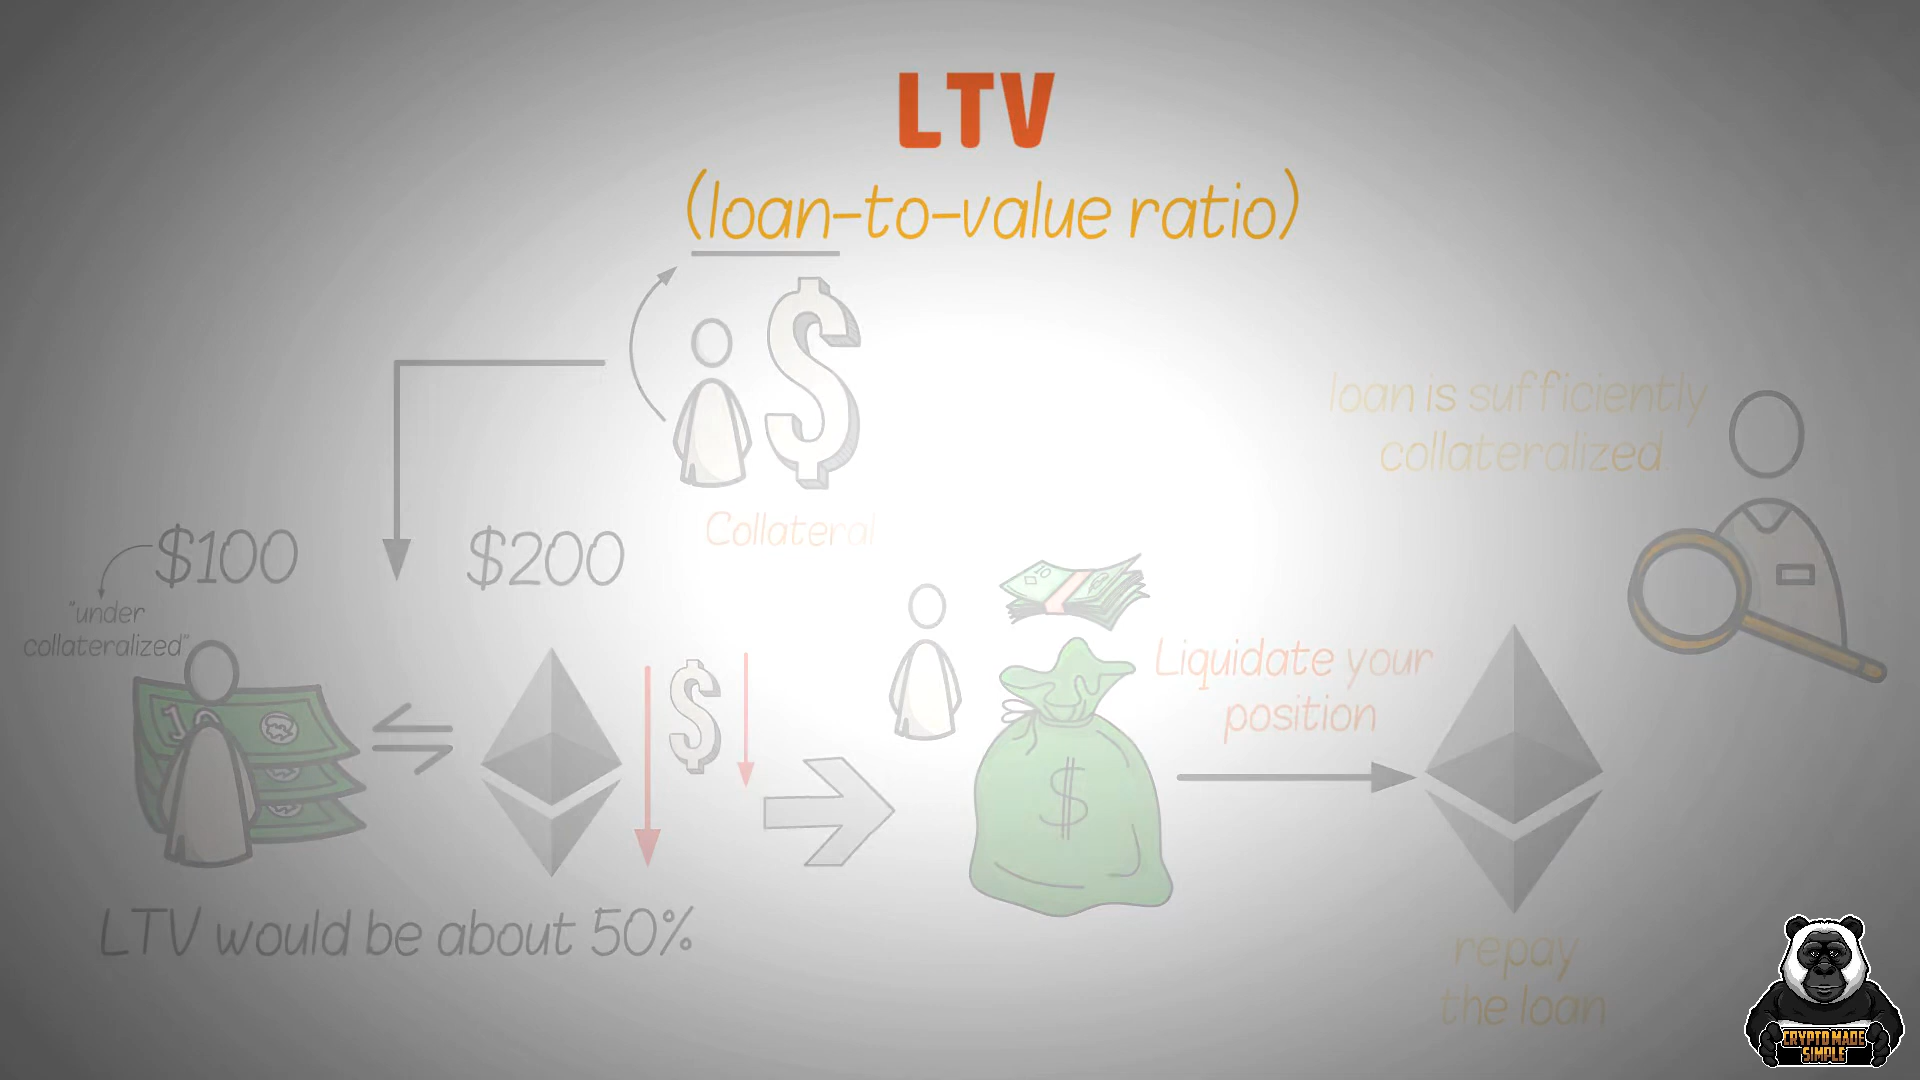 LTV
(loan-to-value ratio)
loan is sufficiently
collateralized.
Collateral
$100
$200
"under
collateralized"
Liquidate your
position
LTV would be about 50%
repay
the loan
CRYPTO MADE
SIMPLE